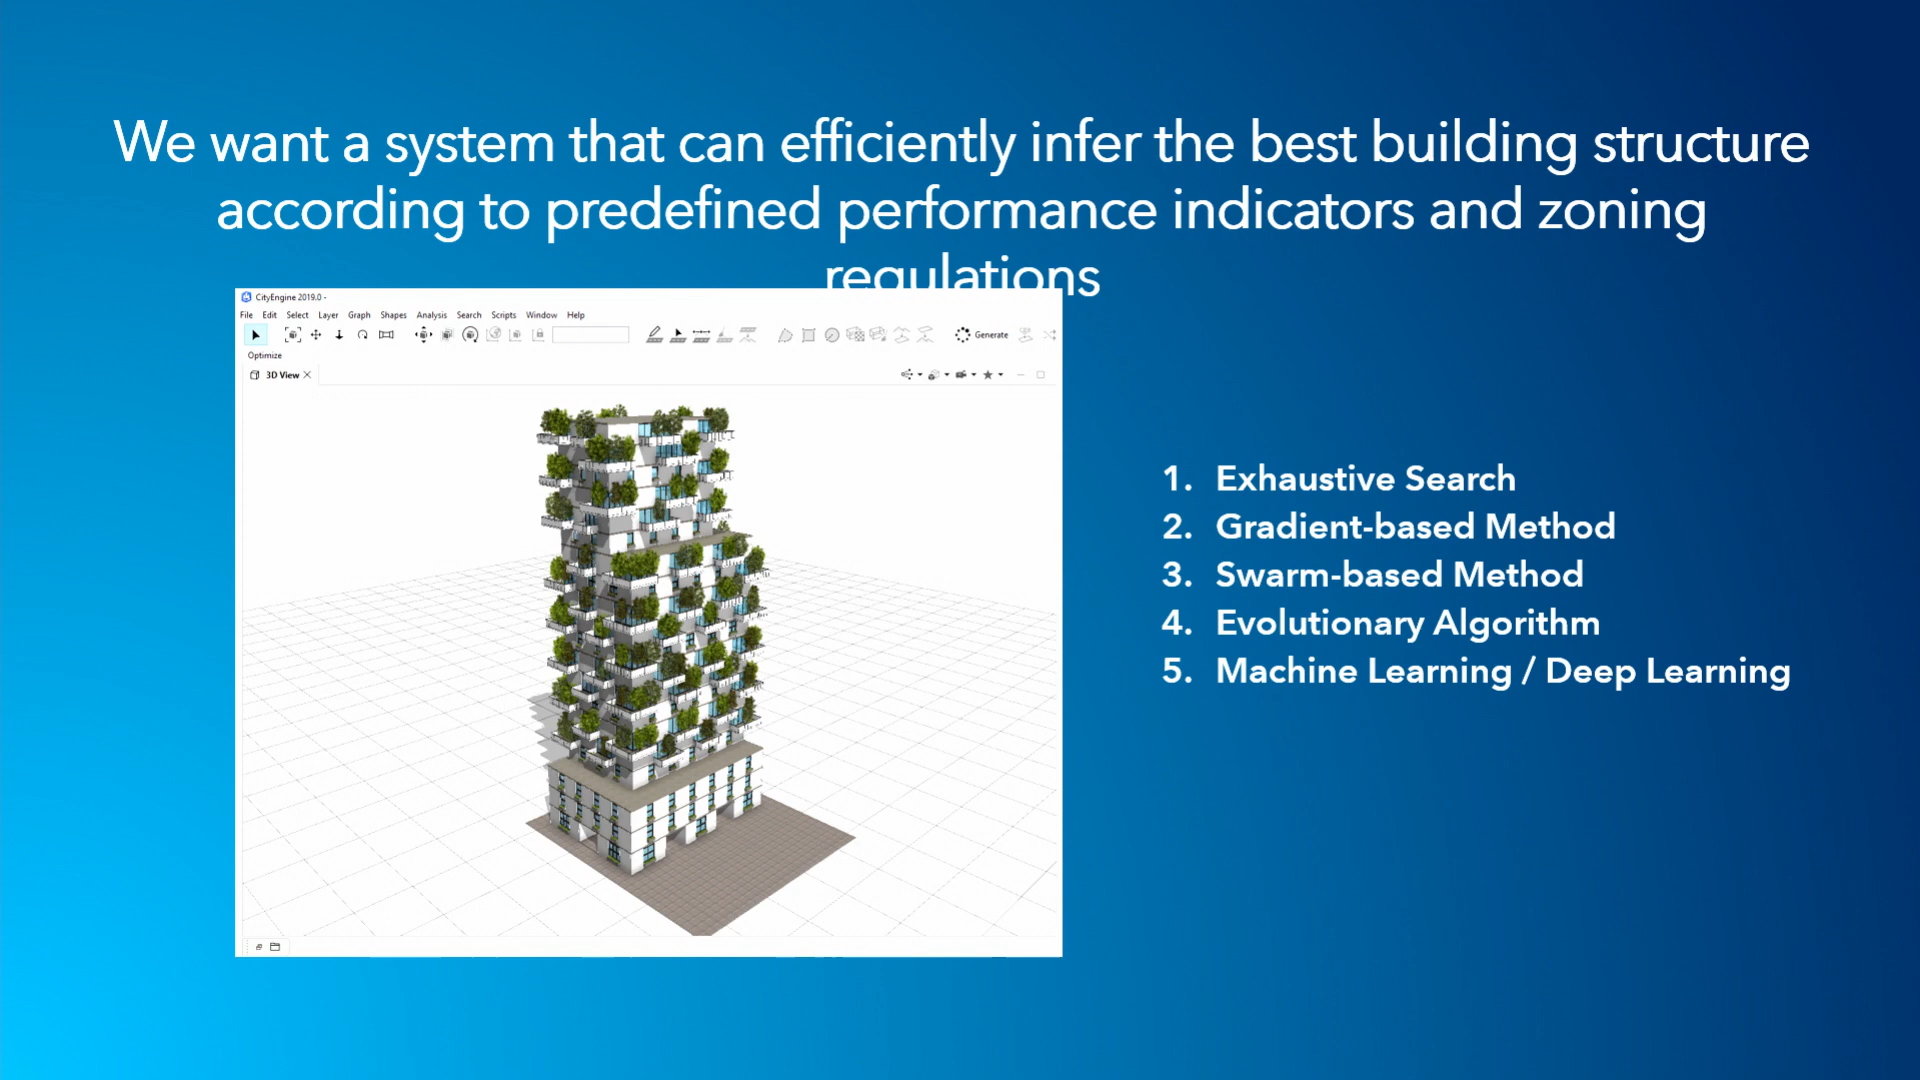 We want a system that can efficiently infer the best building structure
according to predefined performance indicators and zoning
regulations
CityEngine 2019.0 -
File Edit Select Layer Graph Shapes Analysis Search Scripts Window Help
Generate
Optimize
3D View
1. Exhaustive Search
2. Gradient-based Method
3. Swarm-based Method
4. Evolutionary Algorithm
5. Machine Learning / Deep Learning